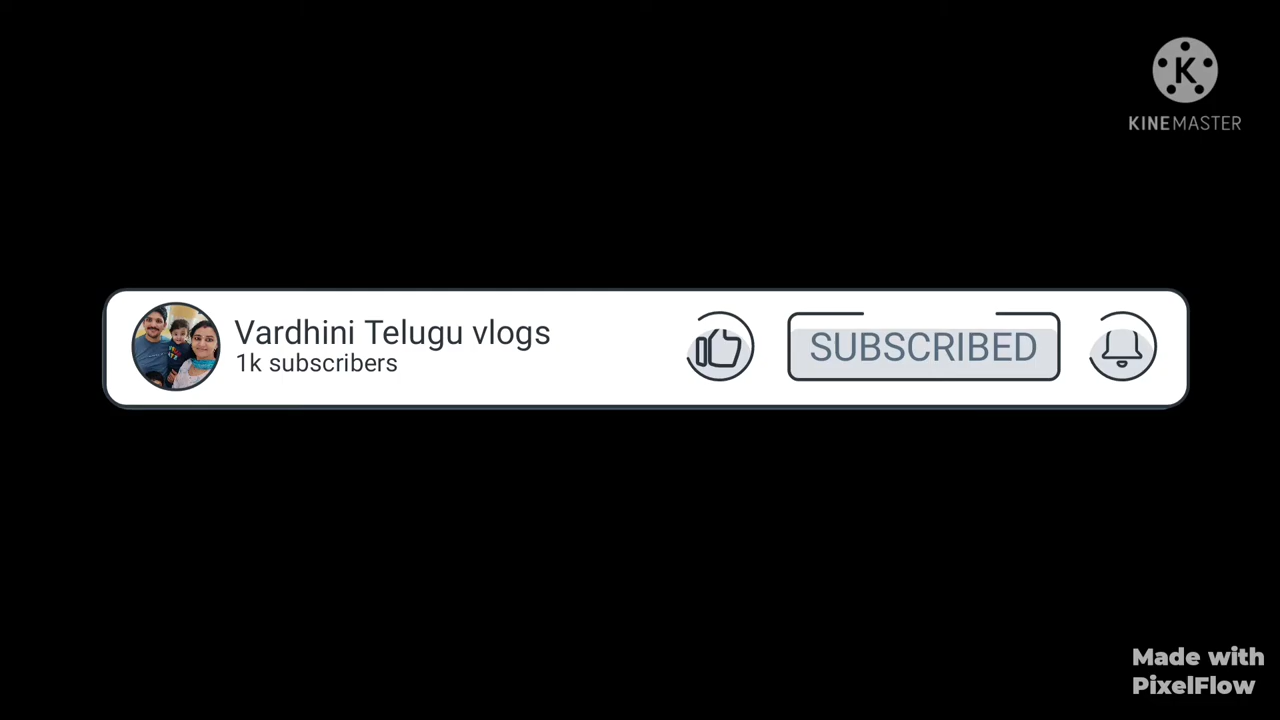 K
KINEMASTER
Vardhini Telugu vlogs
1k subscribers
SUBSCRIBED
Made with
PixelFlow